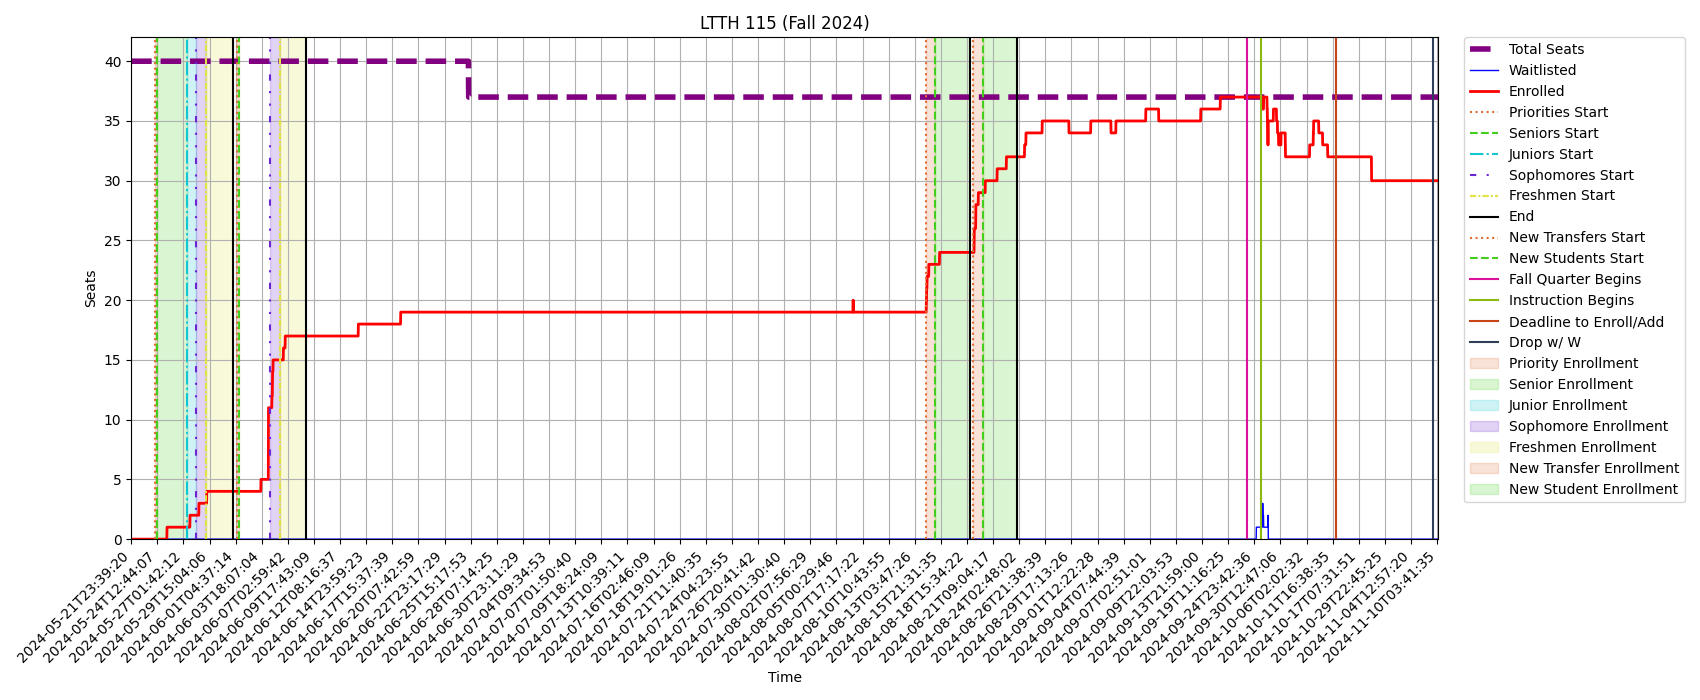 LTTH 115 (Fall 2024)
Seats
40
35
30
25
20
15
10
5
0
2024-05-21T23:39:20
2024-05-24T12:44:07
2024-05-27T01:42:12
2024-05-29T15:04:06
2024-06-01T04:37:14
2024-06-03T18:07:04
2024-06-07T02:59:42
2024-06-09T17:43:09
2024-06-12T08:16:37
2024-06-14T23:59:23
2024-06-17T15:37:39
2024-06-20T07:42:59
2024-06-22T23:17:29
2024-06-25T15:17:53
2024-06-28T07:14:25
2024-06-30T23:11:29
2024-07-04T09:34:53
2024-07-07T01:50:40
2024-07-09T18:24:09
2024-07-13T10:39:11
2024-07-16T02:46:09
2024-07-18T19:01:26
2024-07-21T11:40:35
2024-07-24T04:23:55
2024-07-26T20:41:42
2024-07-30T01:30:40
2024-08-02T07:56:29
2024-08-05T00:29:46
2024-08-07T17:17:22
2024-08-10T10:43:55
2024-08-13T03:47:26
2024-08-15T21:31:35
2024-08-18T15:34:22
2024-08-21T09:04:17
2024-08-24T02:48:02
2024-08-26T21:38:39
2024-08-29T17:13:26
2024-09-01T12:22:28
2024-09-04T07:44:39
2024-09-07T02:51:01
2024-09-09T22:03:53
2024-09-13T21:59:00
2024-09-19T11:16:25
2024-09-24T23:42:36
2024-09-30T12:47:08
2024-10-06T02:02:32
2024-10-11T16:38:35
2024-10-17T07:31:51
2024-10-29T22:45:25
2024-11-04T12:57:20
2024-11-10T03:41:35
Time
Total Seats
Waitlisted
Enrolled
Priorities Start
Seniors Start
Juniors Start
Sophomores Start
Freshmen Start
End
New Transfers Start
New Students Start
Fall Quarter Begins
Instruction Begins
Deadline to Enroll/Add
Drop w/ W
Priority Enrollment
Senior Enrollment
Junior Enrollment
Sophomore Enrollment
Freshmen Enrollment
New Transfer Enrollment
New Student Enrollment